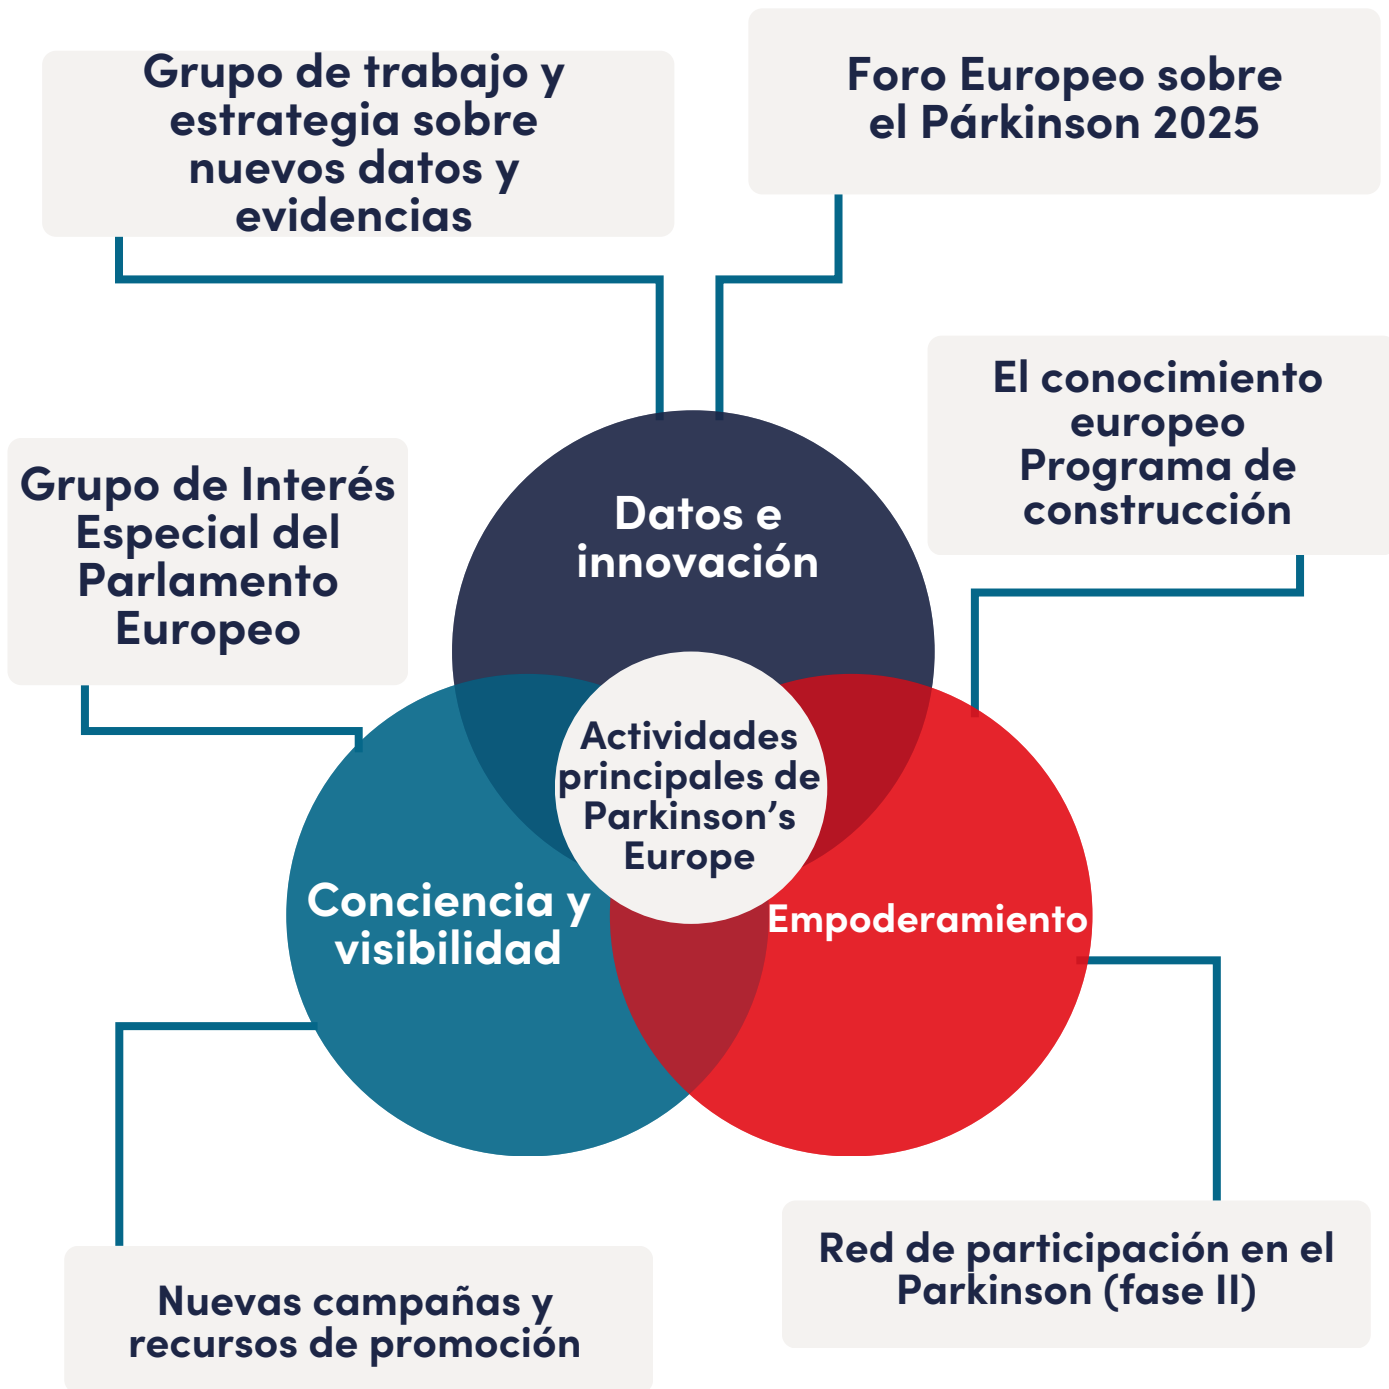 Grupo de trabajo y
estrategia sobre
nuevos datos y
evidencias
Foro Europeo sobre
el Párkinson 2025
El conocimiento
europeo
Programa de
construcción
Grupo de Interés
Especial del
Parlamento
Europeo
Datos e
innovación
Actividades
principales de
Parkinson’s
Europe
Conciencia y
visibilidad
Empoderamiento
Red de participación en el
Parkinson (fase II)
Nuevas campañas y
recursos de promoción